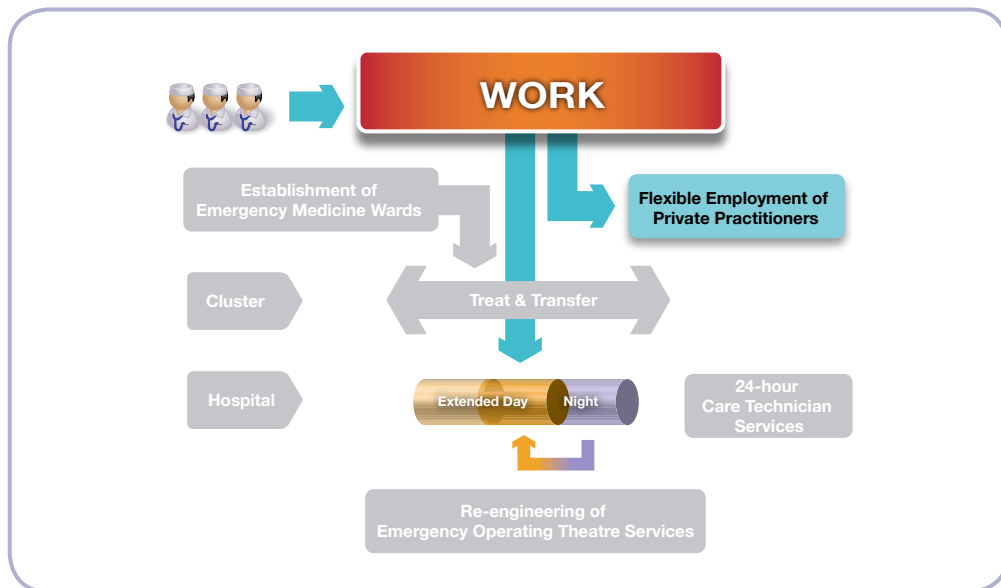 WORK
Establishment of
Emergency Medicine Wards
Flexible Employment of
Private Practitioners
Cluster
Treat & Transfer
Hospital
Extended Day
Night
24-hour
Care Technician
Services
Re-engineering of
Emergency Operating Theatre Services